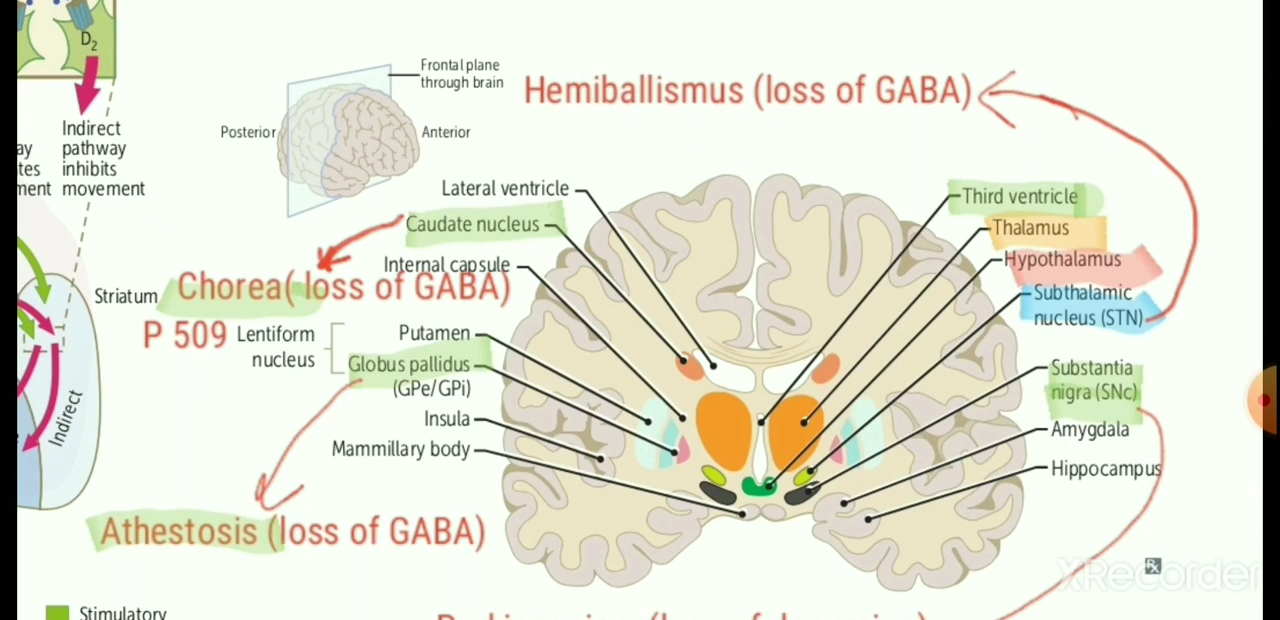 D2
Indirect
pathway
inhibits
movement
Frontal plane
through brain
Posterior
Anterior
Hemiballismus (loss of GABA)
Lateral ventricle
Caudate nucleus
Internal capsule
Chorea(loss of GABA)
Striatum
P 509
Lentiform
nucleus
Putamen
Globus pallidus
(GPe/GPi)
Insula
Mammillary body
Third ventricle
Thalamus
Hypothalamus
Subthalamic
nucleus (STN)
Substantia
nigra (SNc)
Amygdala
Hippocampus
Indirect
Athestosis (loss of GABA)
Stimulatory
XRecorder